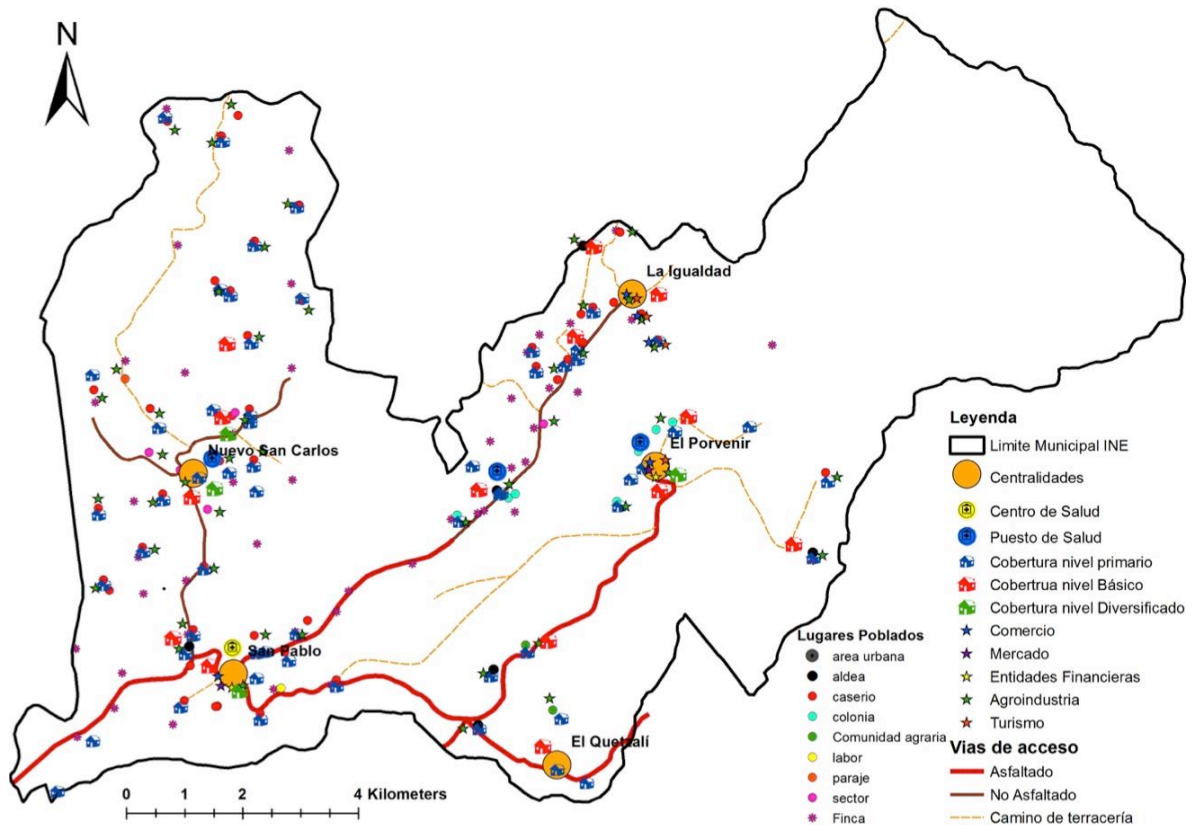 N
La Igualdad
El Porvenir
Nuevo San Carlos
San Pablo
El Quetzalí
0 1 2 4 Kilometers
Lugares Poblados
area urbana
aldea
caserio
colonia
Comunidad agraria
labor
paraje
sector
Finca
Leyenda
Limite Municipal INE
Centralidades
Centro de Salud
Puesto de Salud
Cobertura nivel primario
Cobertrua nivel Básico
Cobertura nivel Diversificado
Comercio
Mercado
Entidades Financieras
Agroindustria
Turismo
Vias de acceso
Asfaltado
No Asfaltado
Camino de terracería